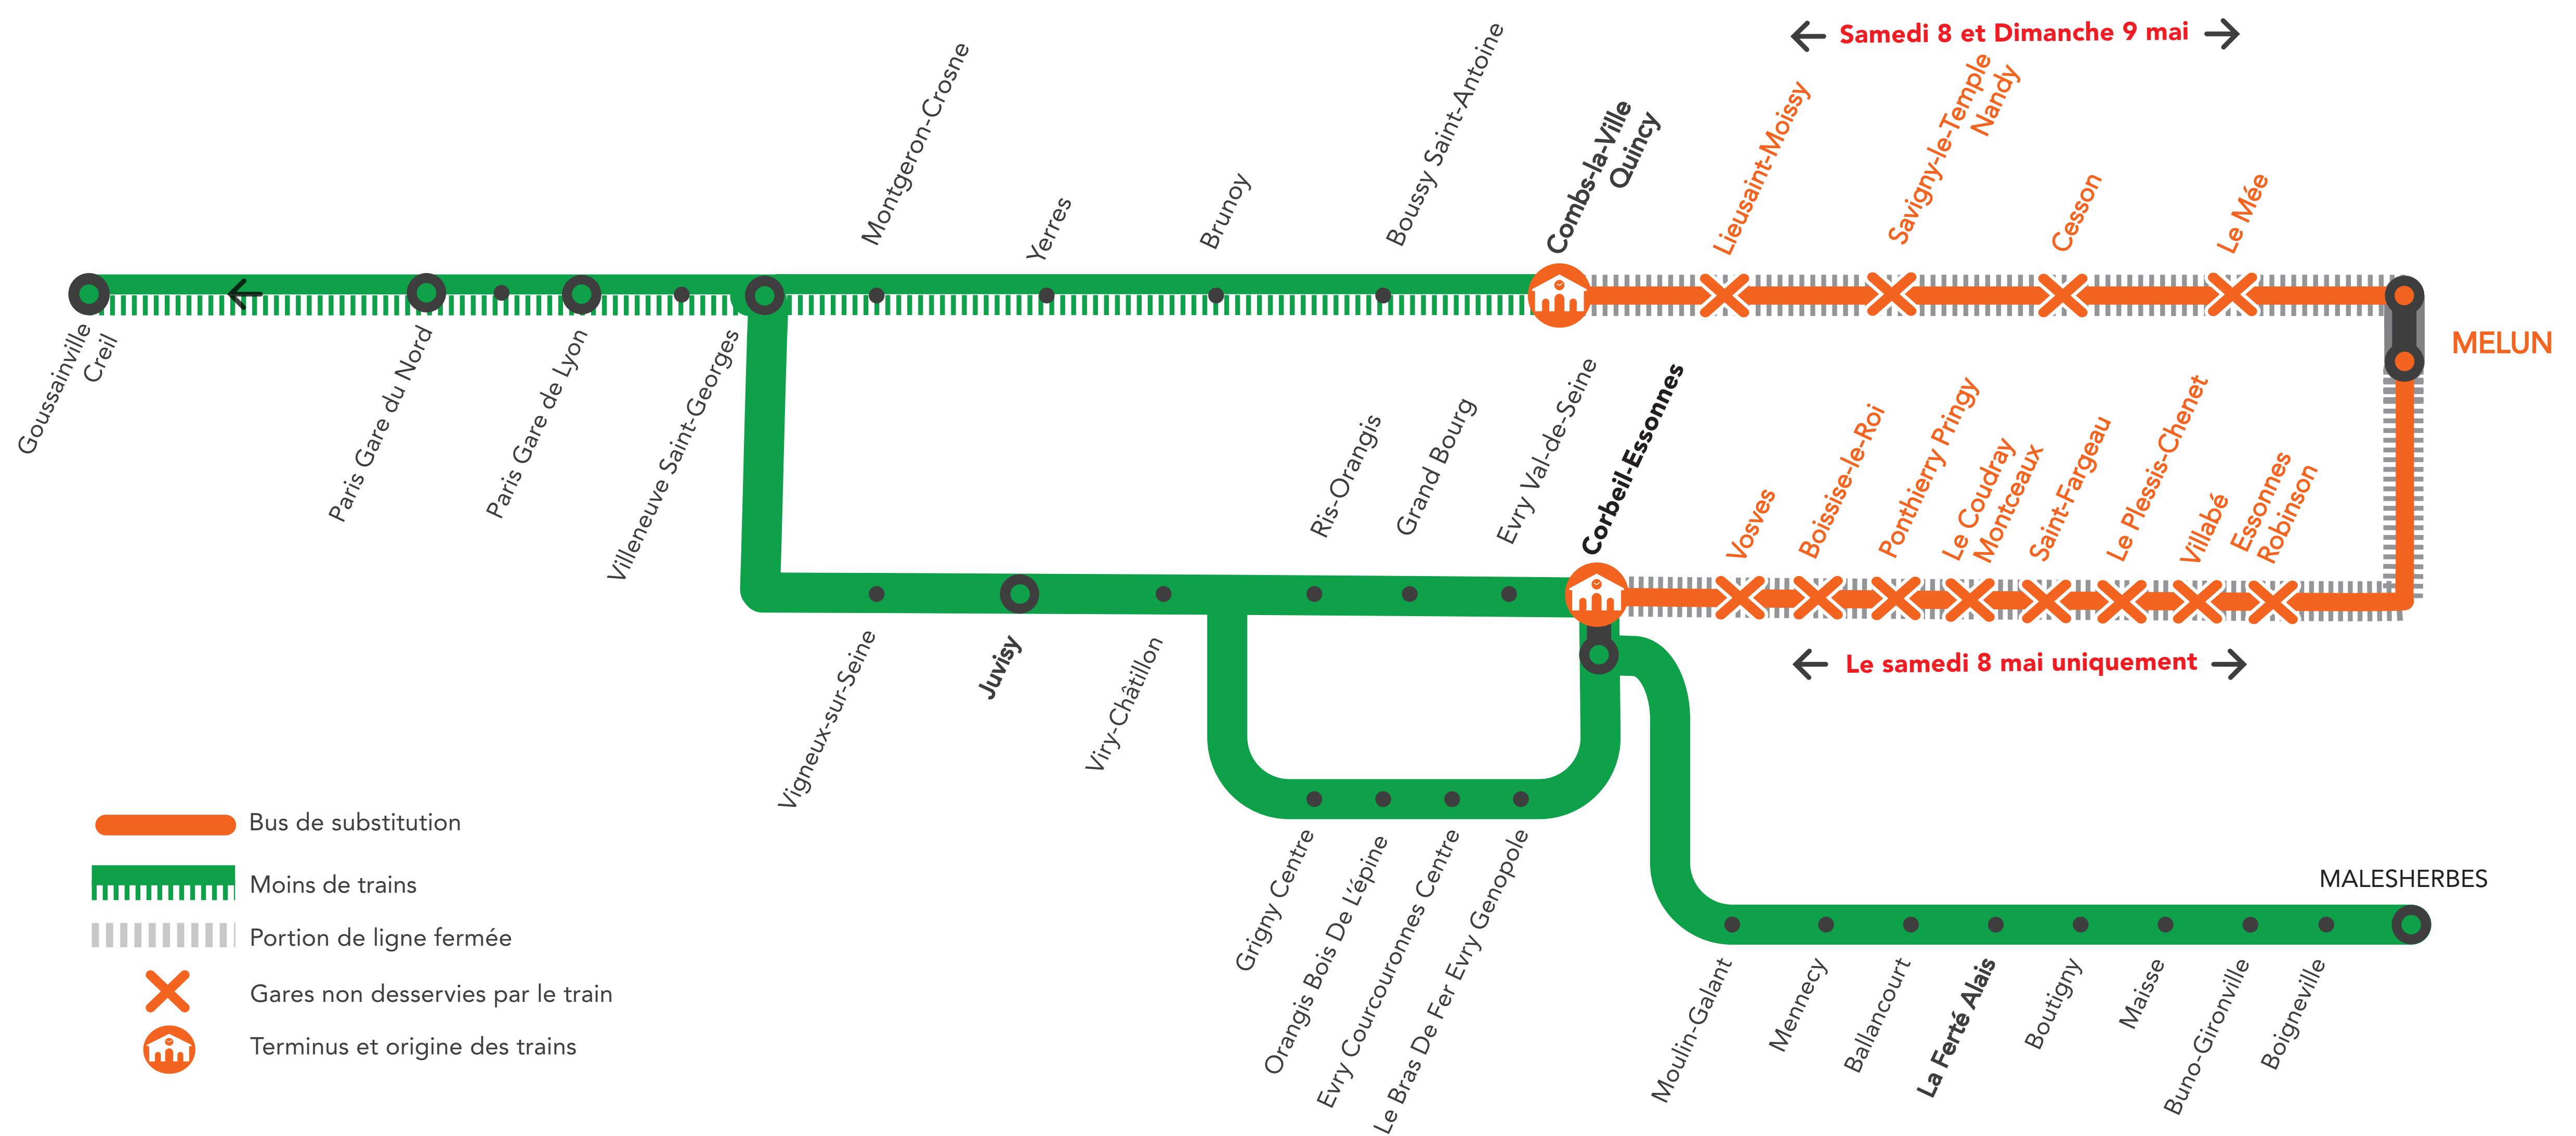 Samedi 8 et Dimanche 9 mai
Montgeron-Crosne
Yerres
Brunoy
Boussy Saint-Antoine
Combs-la-Ville
Quincy
Lieusaint-Moissy
Savigny-le-Temple
Nandy
Cesson
Le Mée
MELUN
Goussainville
Creil
Paris Gare du Nord
Paris Gare de Lyon
Villeneuve Saint-Georges
Ris-Orangis
Grand Bourg
Evry Val-de-Seine
Corbeil-Essonnes
Vosves
Boissise-le-Roi
Ponthierry Pringy
Le Coudray
Montceaux
Saint-Fargeau
Le Plessis-Chenet
Villabé
Essonnes
Robinson
Le samedi 8 mai uniquement
Vigneux-sur-Seine
Juvisy
Viry-Châtillon
Grigny Centre
Orangis Bois De L'épine
Evry Courcouronnes Centre
Le Bras De Fer Evry Genopole
MALESHERBES
Moulin-Galant
Mennecy
Ballancourt
La Ferté Alais
Boutigny
Maisse
Buno-Gironville
Boigneville
Bus de substitution
Moins de trains
Portion de ligne fermée
Gares non desservies par le train
Terminus et origine des trains